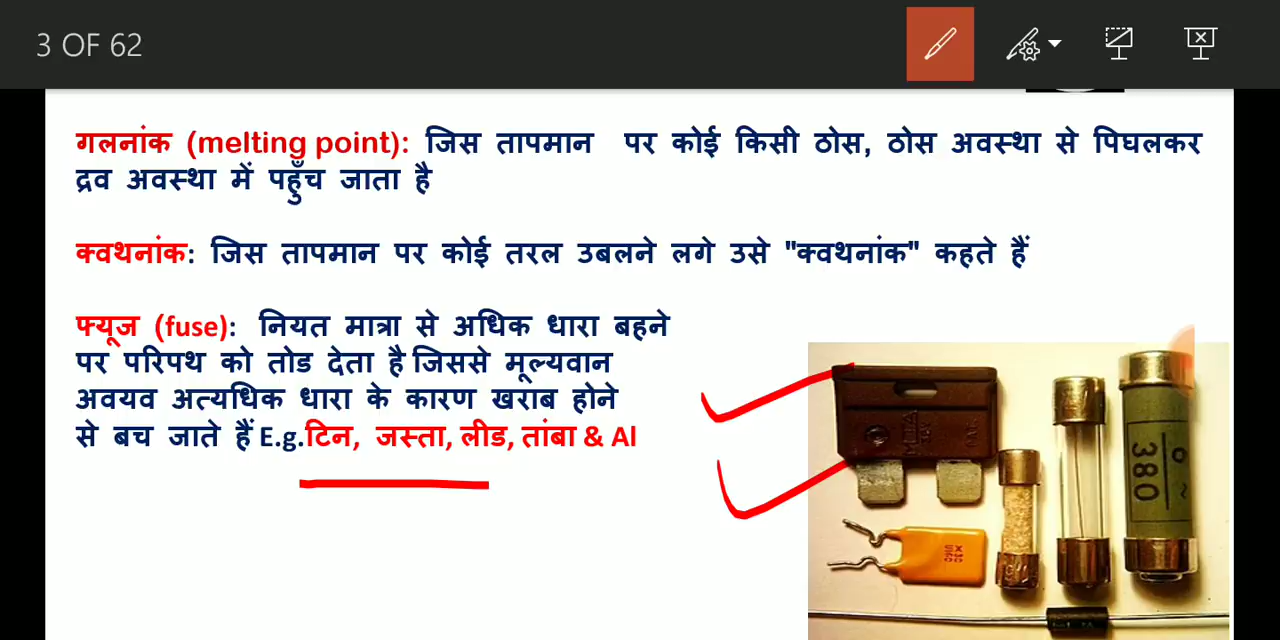 3 OF 62
गलनांक (melting point): जिस तापमान पर कोई किसी ठोस, ठोस अवस्था से पिघलकर
द्रव अवस्था में पहुँच जाता है
क्वथनांक: जिस तापमान पर कोई तरल उबलने लगे उसे "क्वथनांक" कहते हैं
फ्यूज (fuse): नियत मात्रा से अधिक धारा बहने
पर परिपथ को तोड देता है जिससे मूल्यवान
अवयव अत्यधिक धारा के कारण खराब होने
से बच जाते हैं E.g.टिन, जस्ता, लीड, तांबा & Al
380